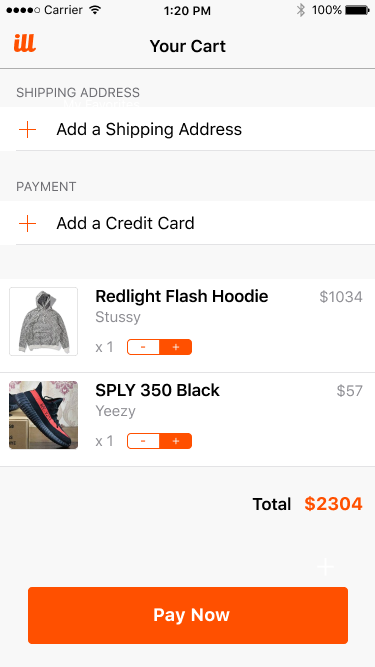 Carrier 1:20 PM 100%
ill Your Cart
SHIPPING ADDRESS
+ Add a Shipping Address
PAYMENT
+ Add a Credit Card
Redlight Flash Hoodie $1034
Stussy
x 1 - +
SPLY 350 Black $57
Yeezy
x 1 - +
Total $2304
+
Pay Now